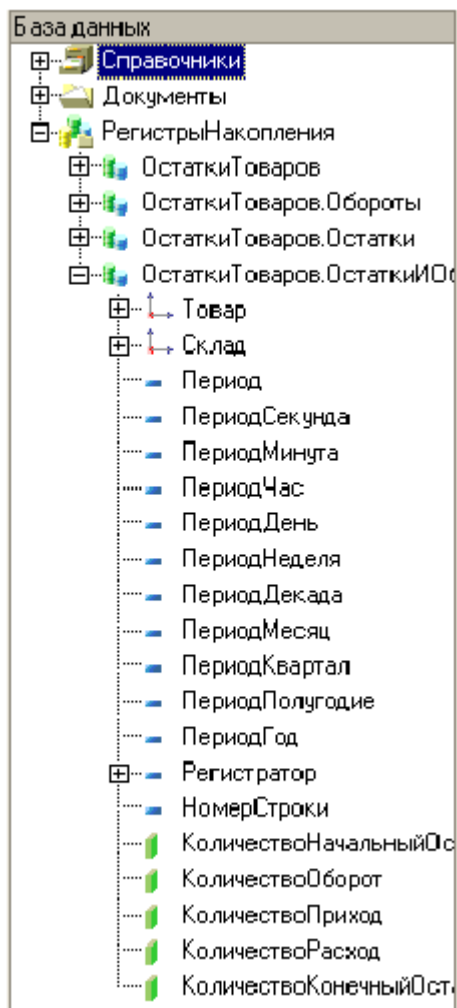 База данных
Справочники
Документы
РегистрыНакопления
ОстаткиТоваров
ОстаткиТоваров.Обороты
ОстаткиТоваров.Остатки
ОстаткиТоваров.ОстаткиИОб
Товар
Склад
Период
ПериодСекунда
ПериодМинута
ПериодЧас
ПериодДень
ПериодНеделя
ПериодДекада
ПериодМесяц
ПериодКвартал
ПериодПолугодие
ПериодГод
Регистратор
НомерСтроки
КоличествоНачальныйОс
КоличествоОборот
КоличествоПриход
КоличествоРасход
КоличествоКонечныйОста